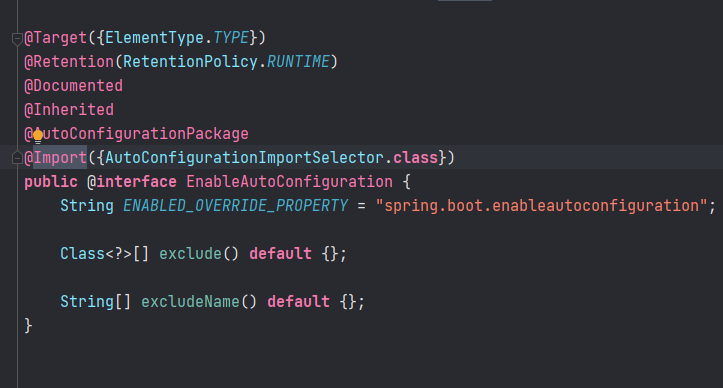 @Target({ElementType.TYPE})
@Retention(RetentionPolicy.RUNTIME)
@Documented
@Inherited
@AutoConfigurationPackage
@Import({AutoConfigurationImportSelector.class})
public @interface EnableAutoConfiguration {
    String ENABLED_OVERRIDE_PROPERTY = "spring.boot.enableautoconfiguration";
    Class<?>[] exclude() default {};
    String[] excludeName() default {};
}